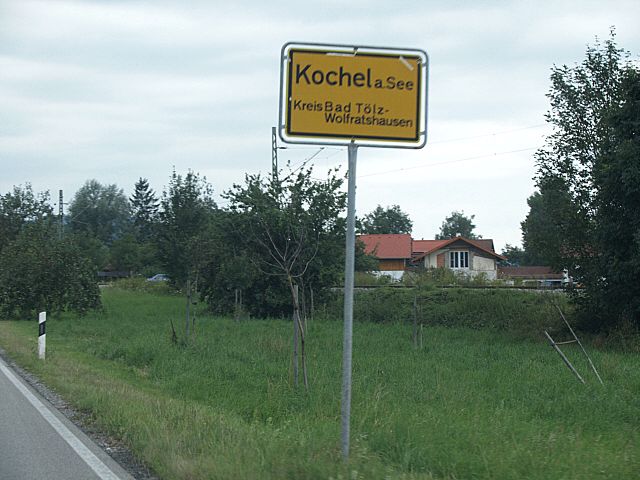 Kochel a. See
Kreis Bad Tölz-
Wolfratshausen